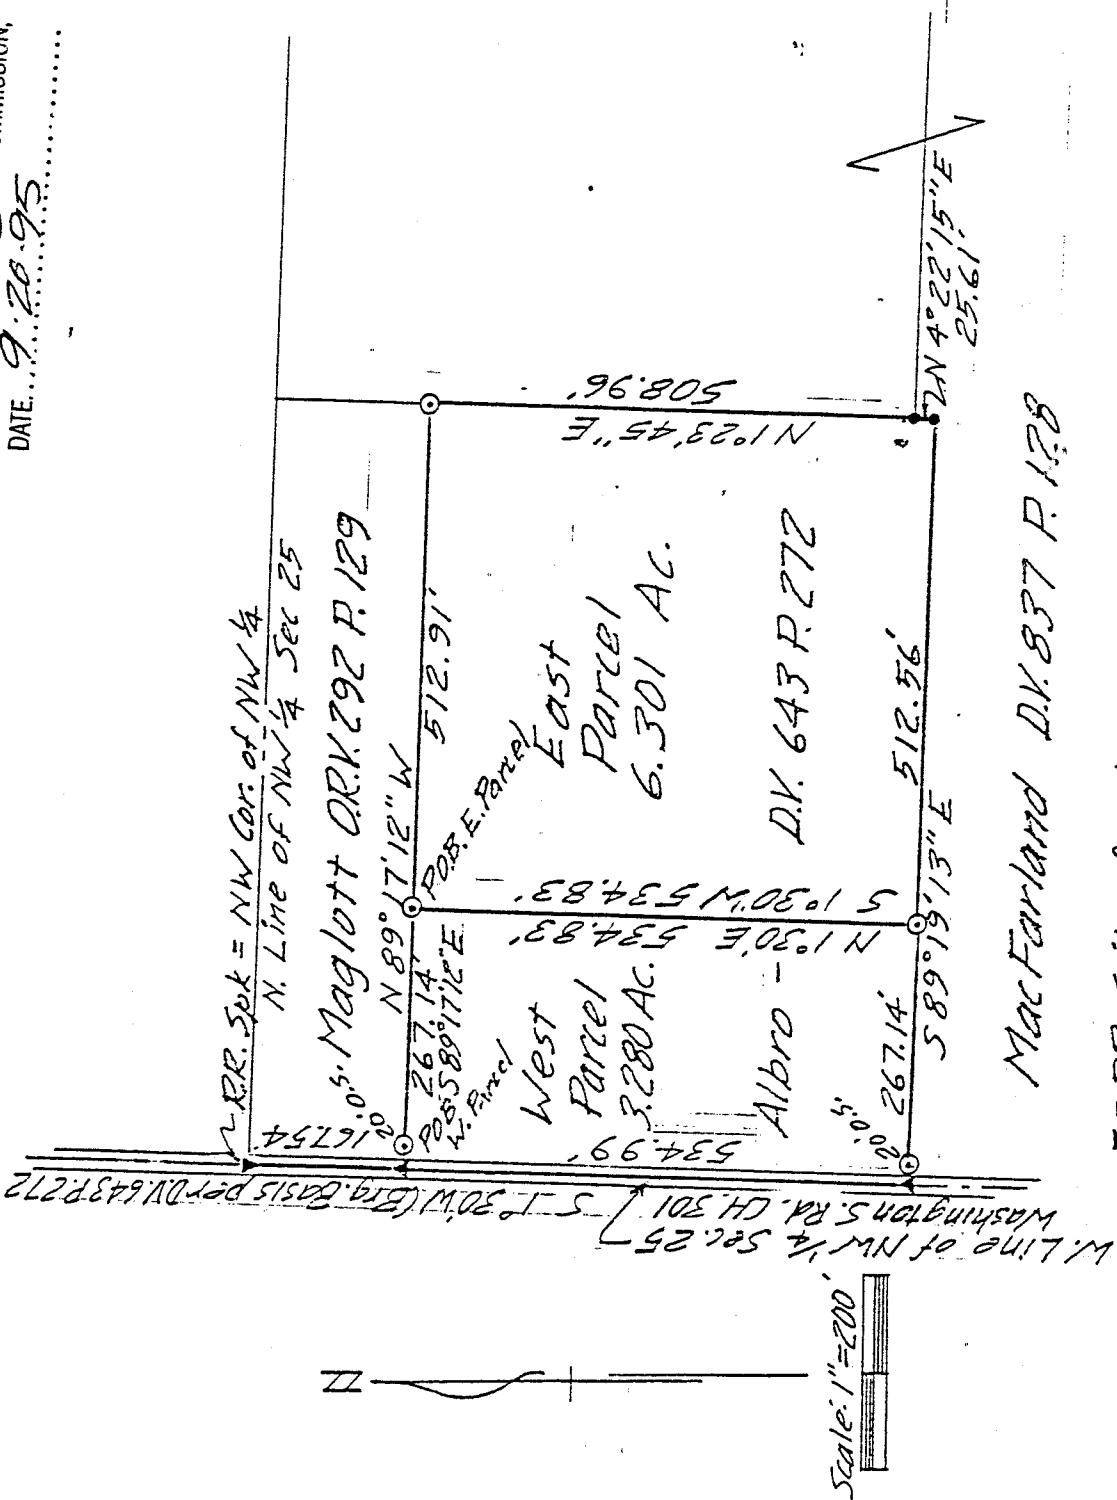 DATE 9·20·95
R.R. Spk = NW Cor. of NW ¼
N. Line of NW ¼ Sec 25
Maglott O.R.V. 292 P. 129
167.54'
20.05'
N 89° 17' 12" W
267.14'
512.91'
P.O.B. S 89° 17' 12" E
W. Parcel
P.O.B. E. Parcel
West
Parcel
3.280 Ac.
East
Parcel
6.301 Ac.
N 1° 30' E 534.83'
S 1° 30' W 534.83'
N 1° 23' 45" E
508.96'
534.99'
Albro -
D.V. 643 P. 272
20.05'
267.14'
512.56'
S 89° 19' 13" E
N 4° 22' 15" E
25.61'
MacFarland D.V. 837 P. 128
S 1° 30' W (Brg. Basis per DV. 643 P 272
Washington S. Rd. CH. 301
W. Line of NW ¼ Sec. 25
Scale: 1" = 200'